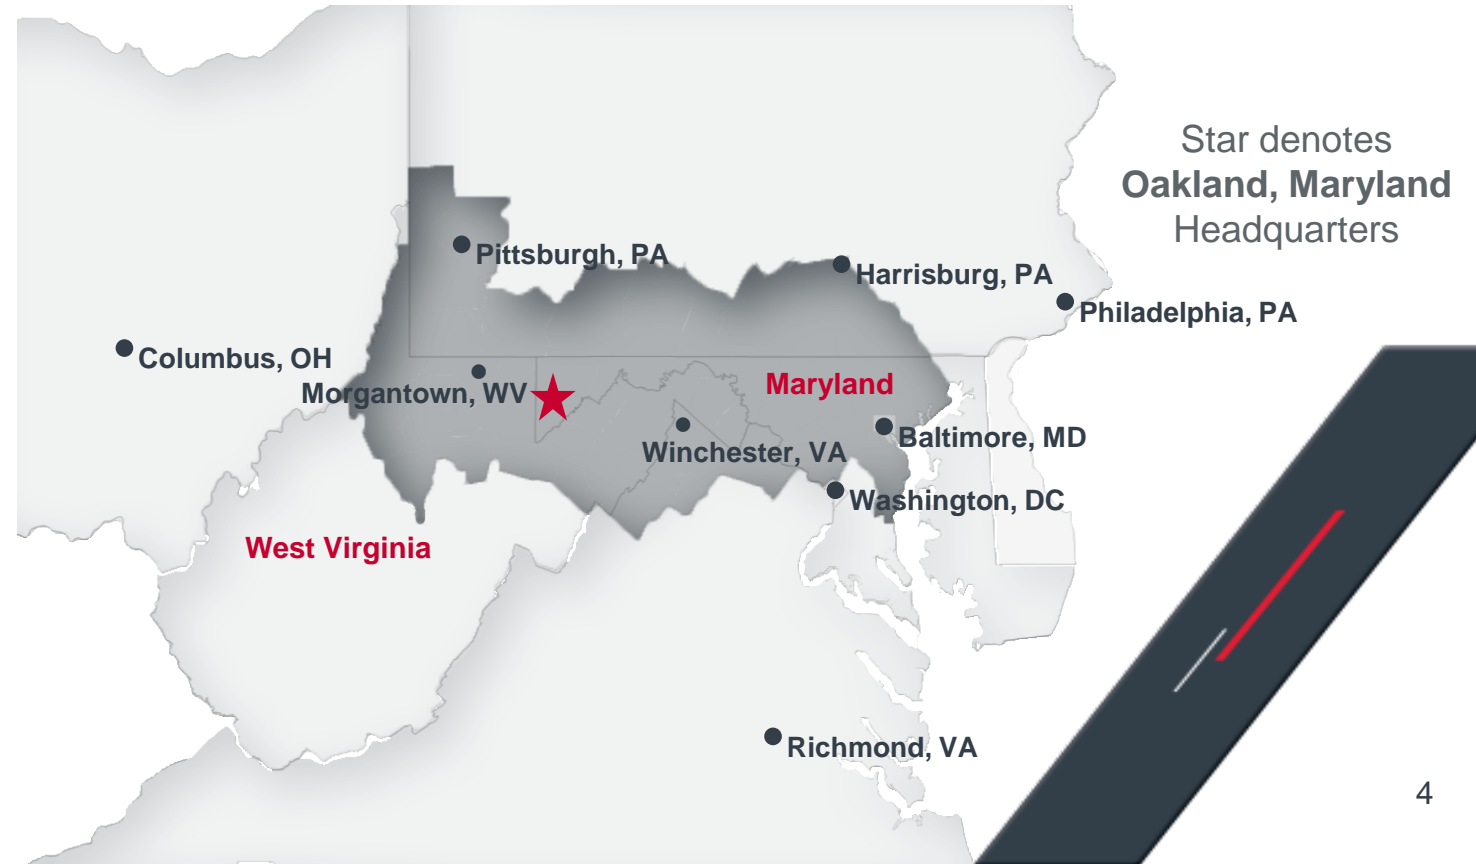 Star denotes
Oakland, Maryland
Headquarters
Pittsburgh, PA
Harrisburg, PA
Philadelphia, PA
Columbus, OH
Morgantown, WV
Maryland
Winchester, VA
Baltimore, MD
Washington, DC
West Virginia
Richmond, VA
4